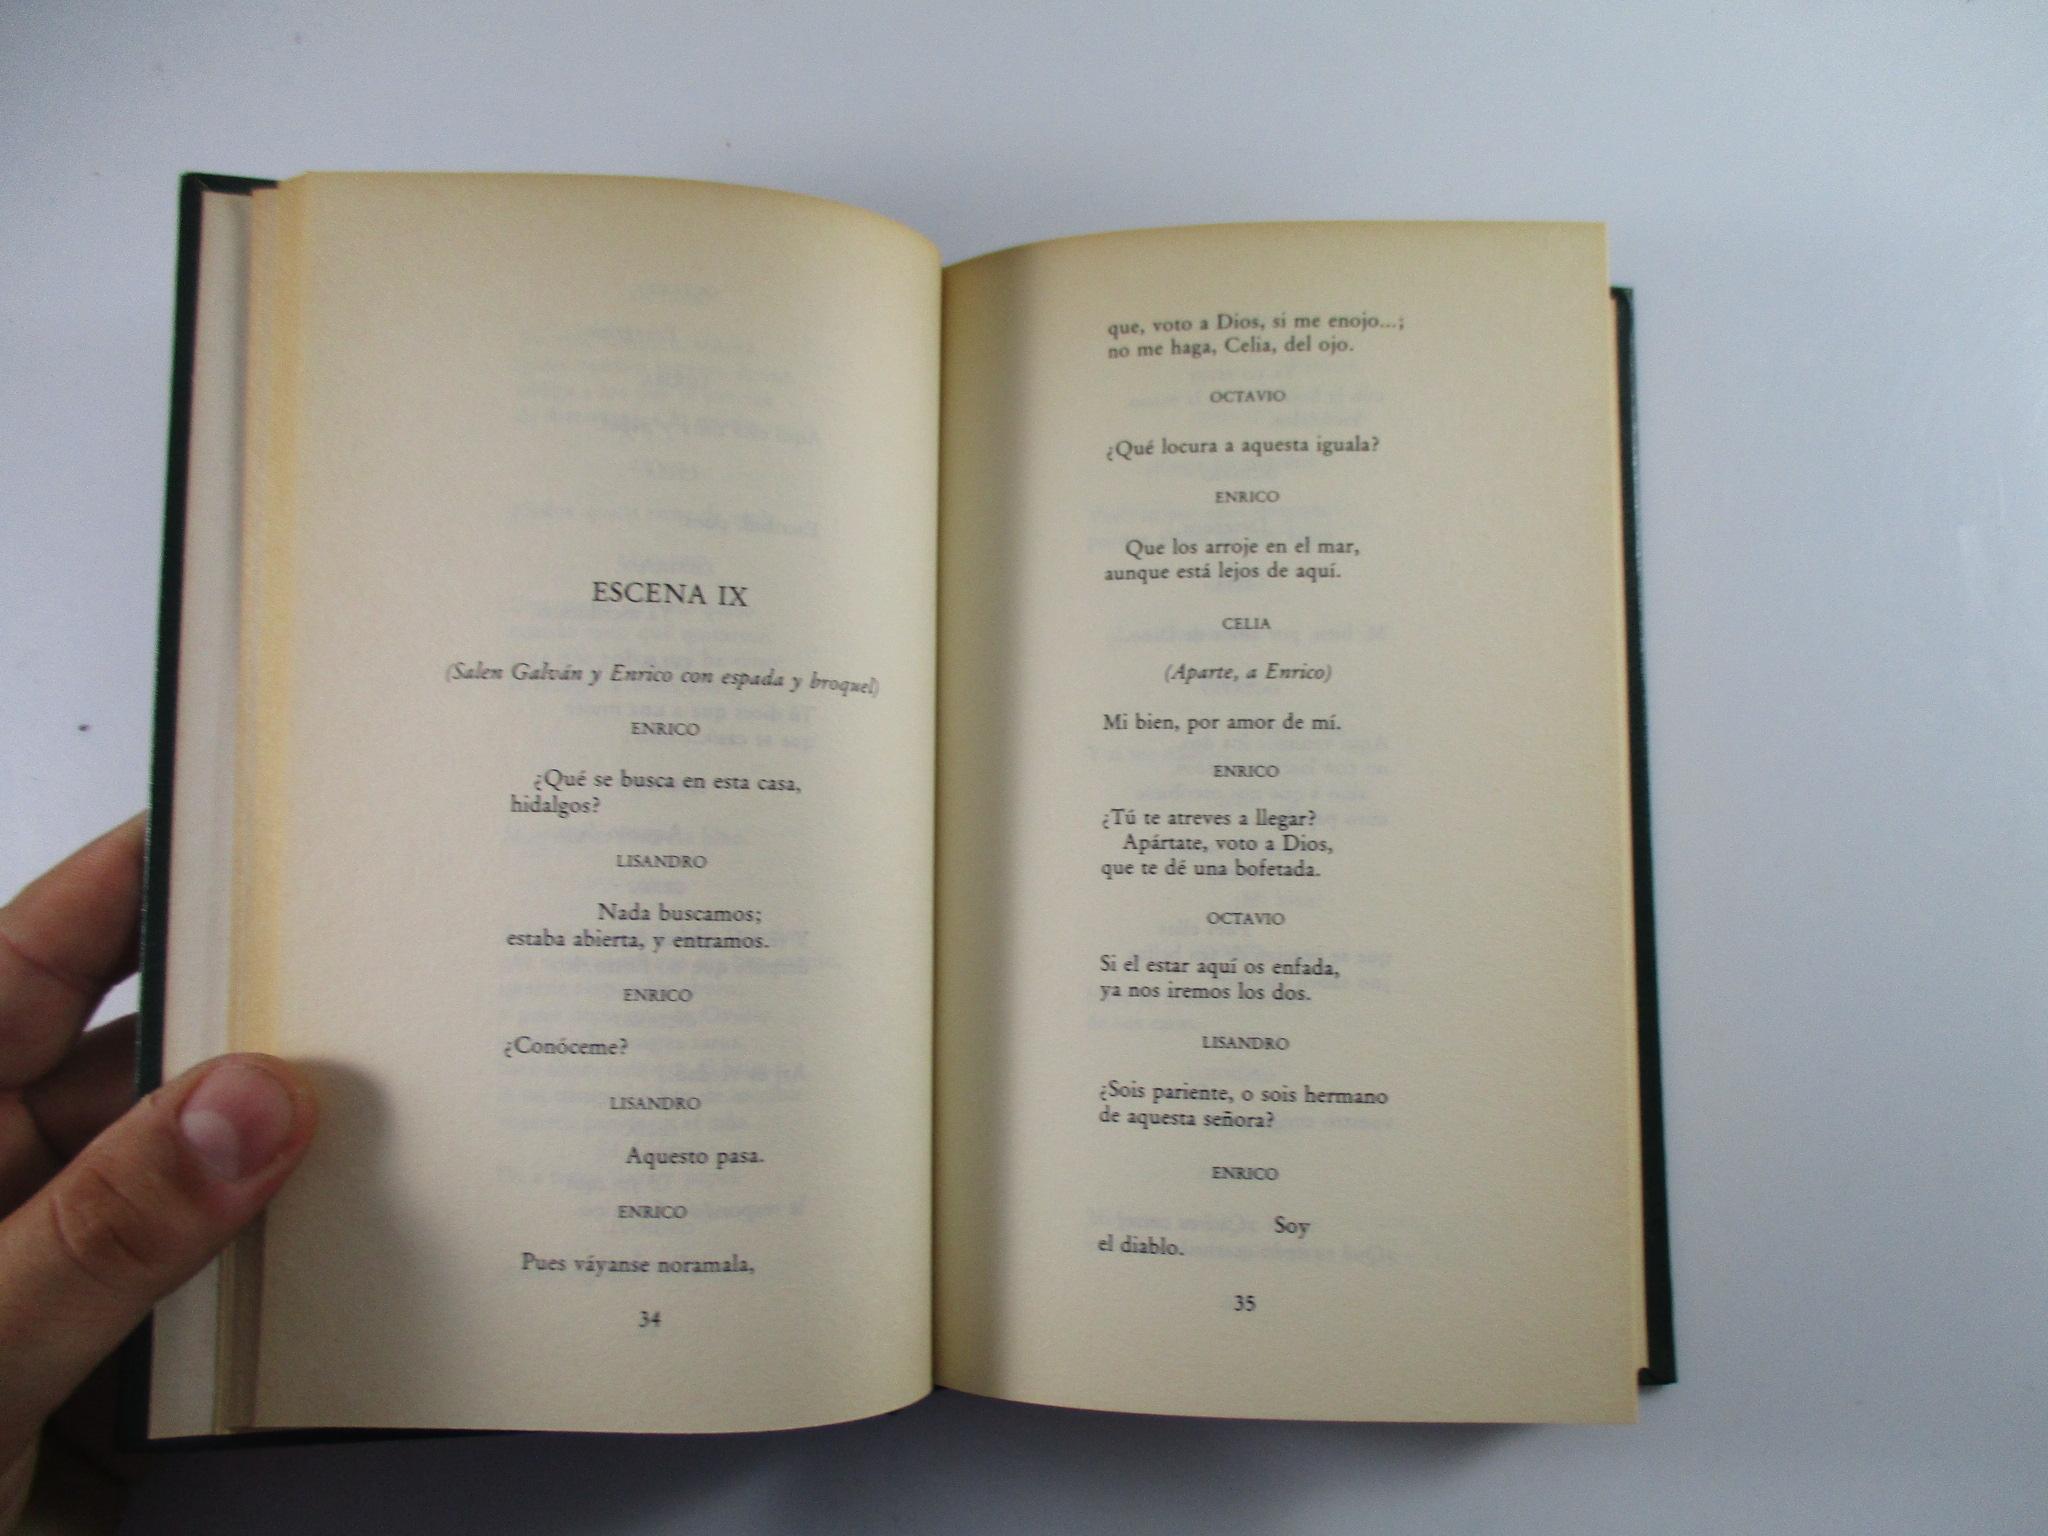 ESCENA IX
(Salen Galván y Enrico con espada y broquel)
ENRICO
¿Qué se busca en esta casa,
hidalgos?
LISANDRO
Nada buscamos;
estaba abierta, y entramos.
ENRICO
¿Conóceme?
LISANDRO
Aquesto pasa.
ENRICO
Pues váyanse noramala,
34
que, voto a Dios, si me enojo...;
no me haga, Celia, del ojo.
OCTAVIO
¿Qué locura a aquesta iguala?
ENRICO
Que los arroje en el mar,
aunque está lejos de aquí.
CELIA
(Aparte, a Enrico)
Mi bien, por amor de mí.
ENRICO
¿Tú te atreves a llegar?
Apártate, voto a Dios,
que te dé una bofetada.
OCTAVIO
Si el estar aquí os enfada,
ya nos iremos los dos.
LISANDRO
¿Sois pariente, o sois hermano
de aquesta señora?
ENRICO
Soy
el diablo.
35